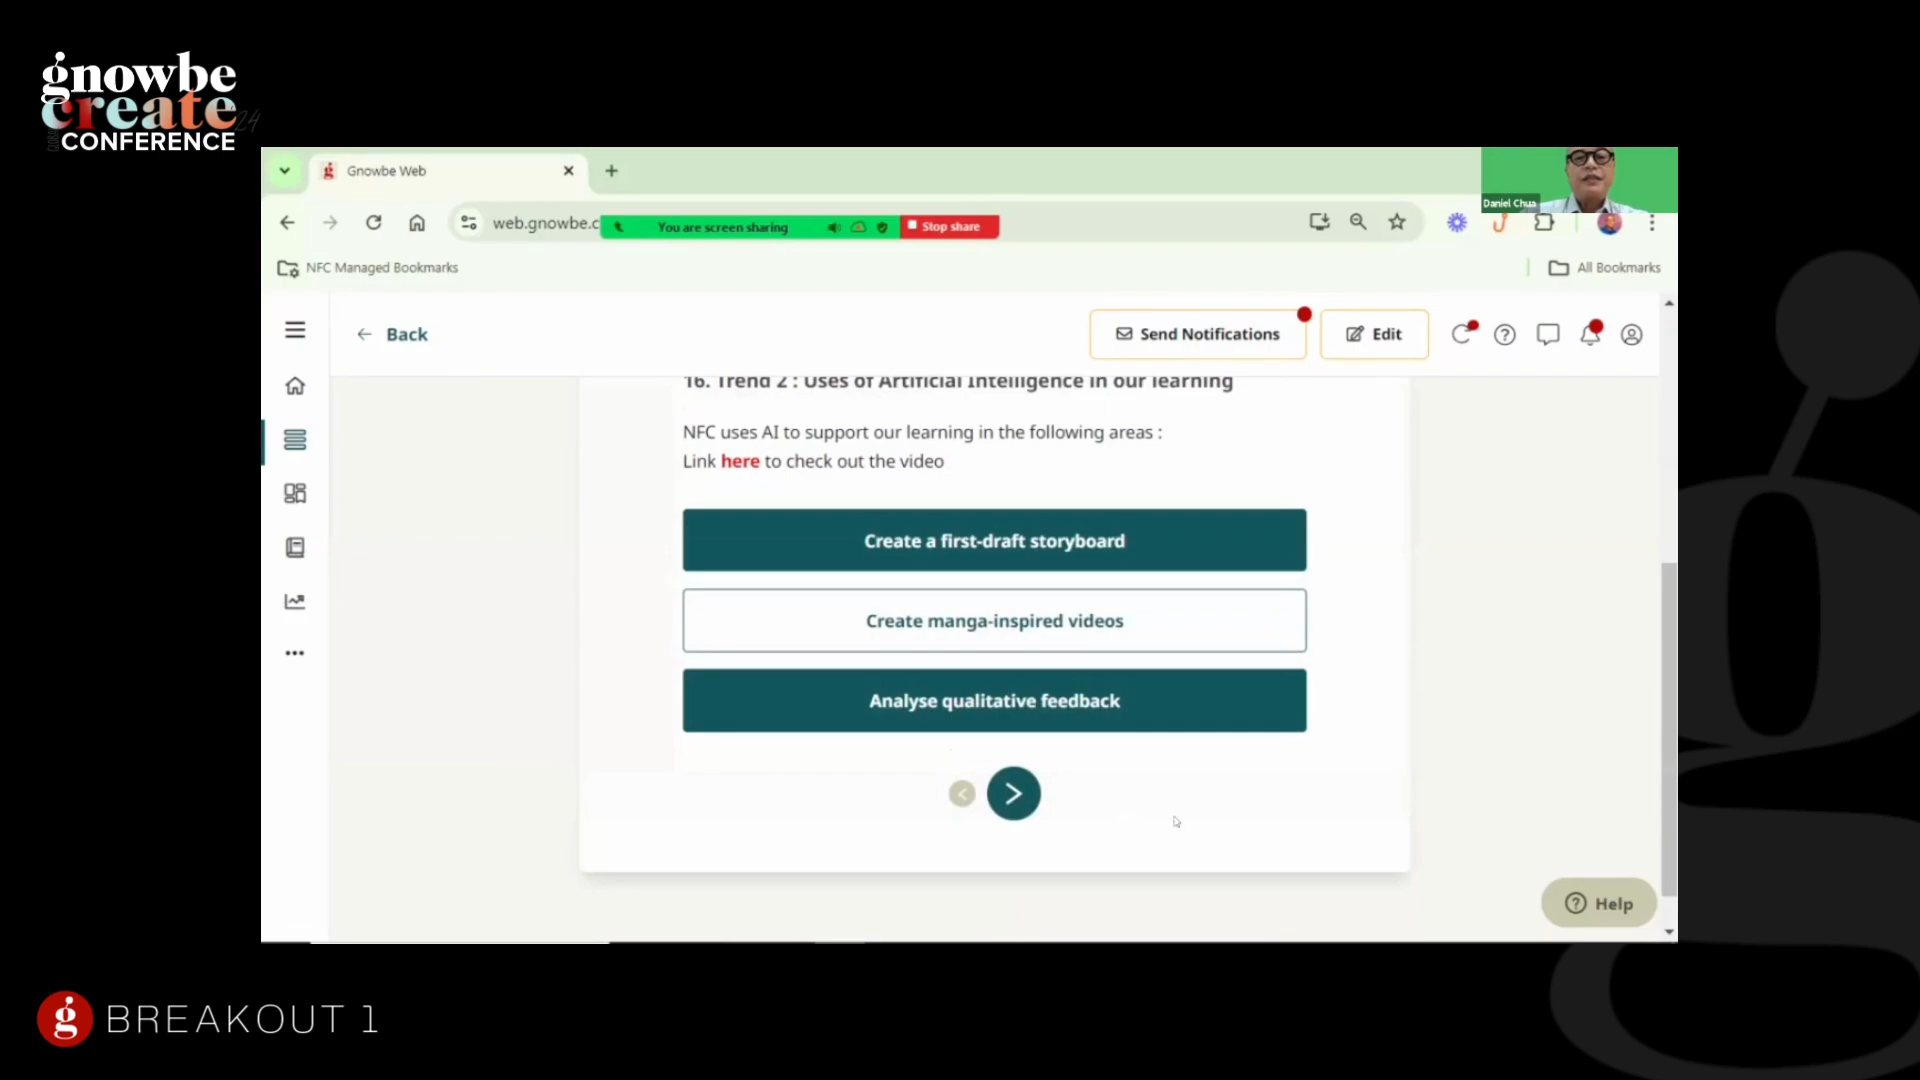 gnowbe
create '24
CONFERENCE
Gnowbe Web
Daniel Chua
web.gnowbe.c
You are screen sharing
Stop share
NFC Managed Bookmarks
All Bookmarks
Back
Send Notifications
Edit
16. Trend 2 : Uses of Artificial Intelligence in our learning
NFC uses AI to support our learning in the following areas :
Link here to check out the video
Create a first-draft storyboard
Create manga-inspired videos
Analyse qualitative feedback
Help
g BREAKOUT 1